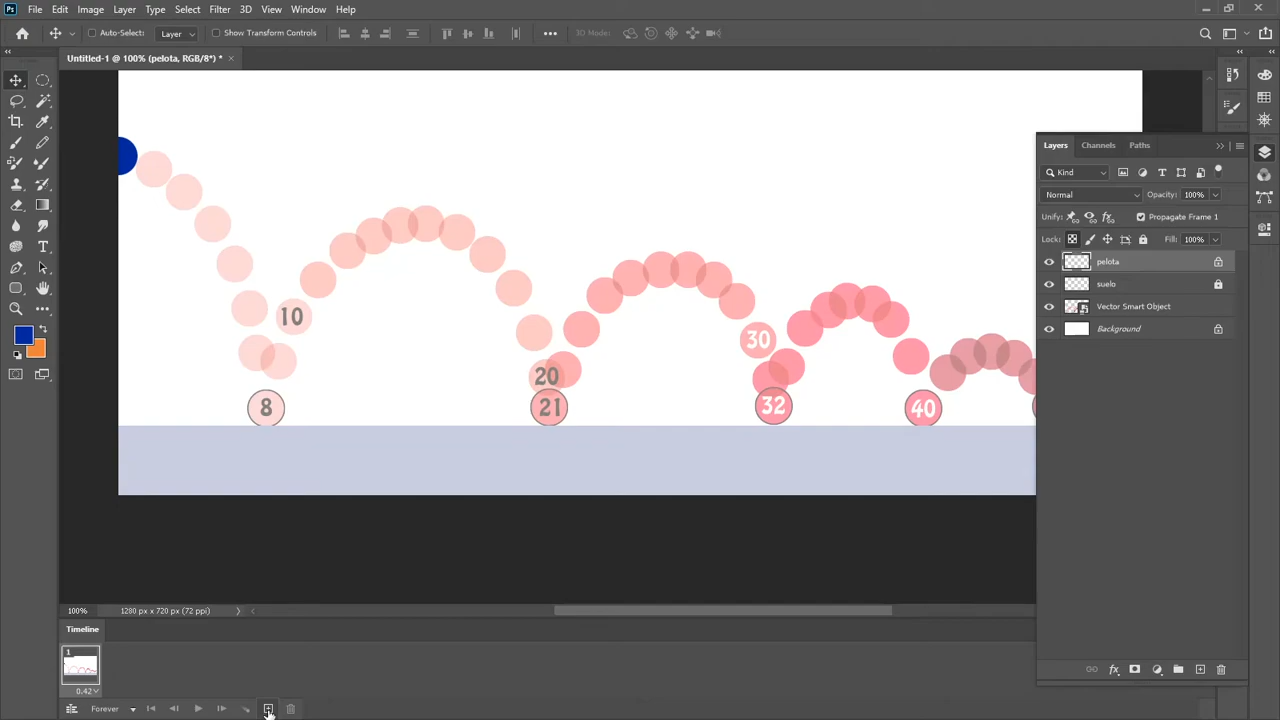 Ps File Edit Image Layer Type Select Filter 3D View Window Help
Auto-Select: Layer Show Transform Controls 3D Mode:
Untitled-1 @ 100% (pelota, RGB/8*) *
Layers Channels Paths
Kind
Normal Opacity: 100%
Unify: Propagate Frame 1
Lock: Fill: 100%
pelota
suelo
Vector Smart Object
Background
10
30
20
8 21 32 40
100% 1280 px x 720 px (72 ppi)
Timeline
1
0.42
Forever